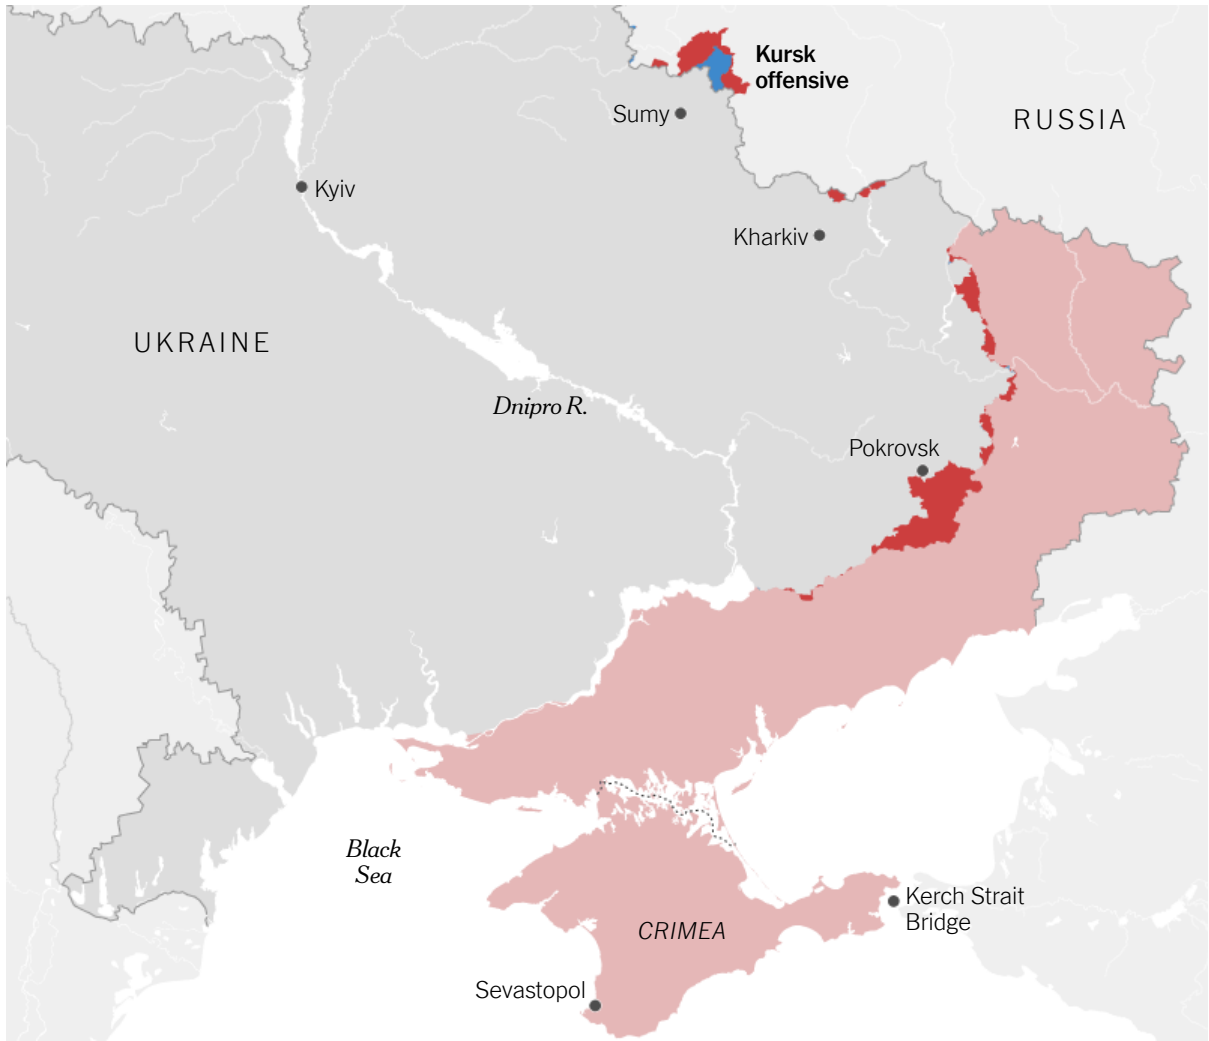 Kursk
offensive
Sumy
RUSSIA
Kyiv
Kharkiv
UKRAINE
Dnipro R.
Pokrovsk
Black
Sea
Kerch Strait
Bridge
CRIMEA
Sevastopol